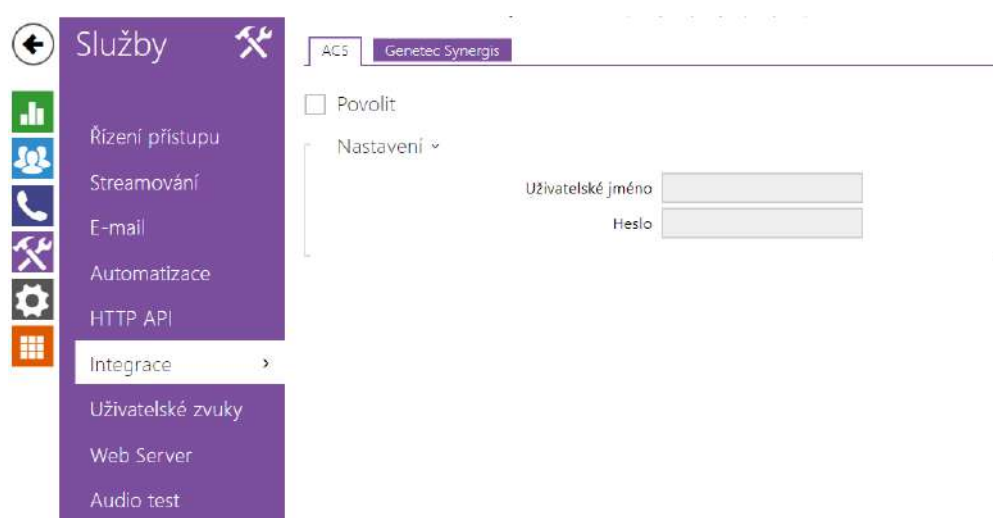 Služby
ACS
Genetec Synergis
Povolit
Nastavení
Uživatelské jméno
Heslo
Řízení přístupu
Streamování
E-mail
Automatizace
HTTP API
Integrace
Uživatelské zvuky
Web Server
Audio test